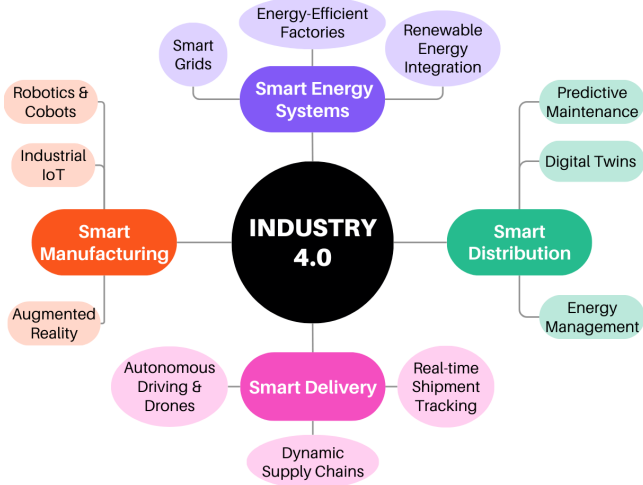 Energy-Efficient
Factories
Smart
Grids
Renewable
Energy
Integration
Smart Energy
Systems
Robotics &
Cobots
Industrial
IoT
Smart
Manufacturing
Augmented
Reality
INDUSTRY
4.0
Predictive
Maintenance
Digital Twins
Smart
Distribution
Energy
Management
Autonomous
Driving &
Drones
Smart Delivery
Real-time
Shipment
Tracking
Dynamic
Supply Chains